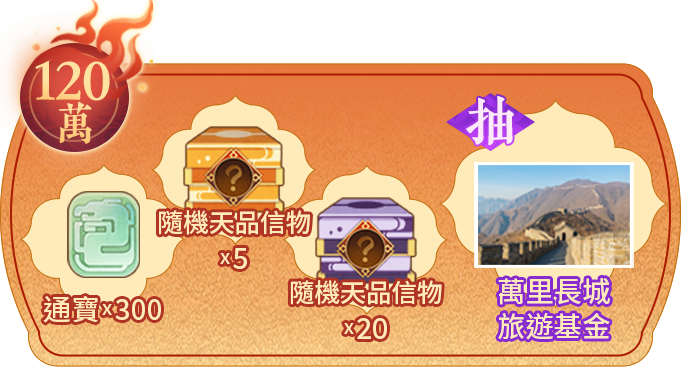 120
萬
抽
隨機天品信物
x5
通寶x300
隨機天品信物
x20
萬里長城
旅遊基金
?
?